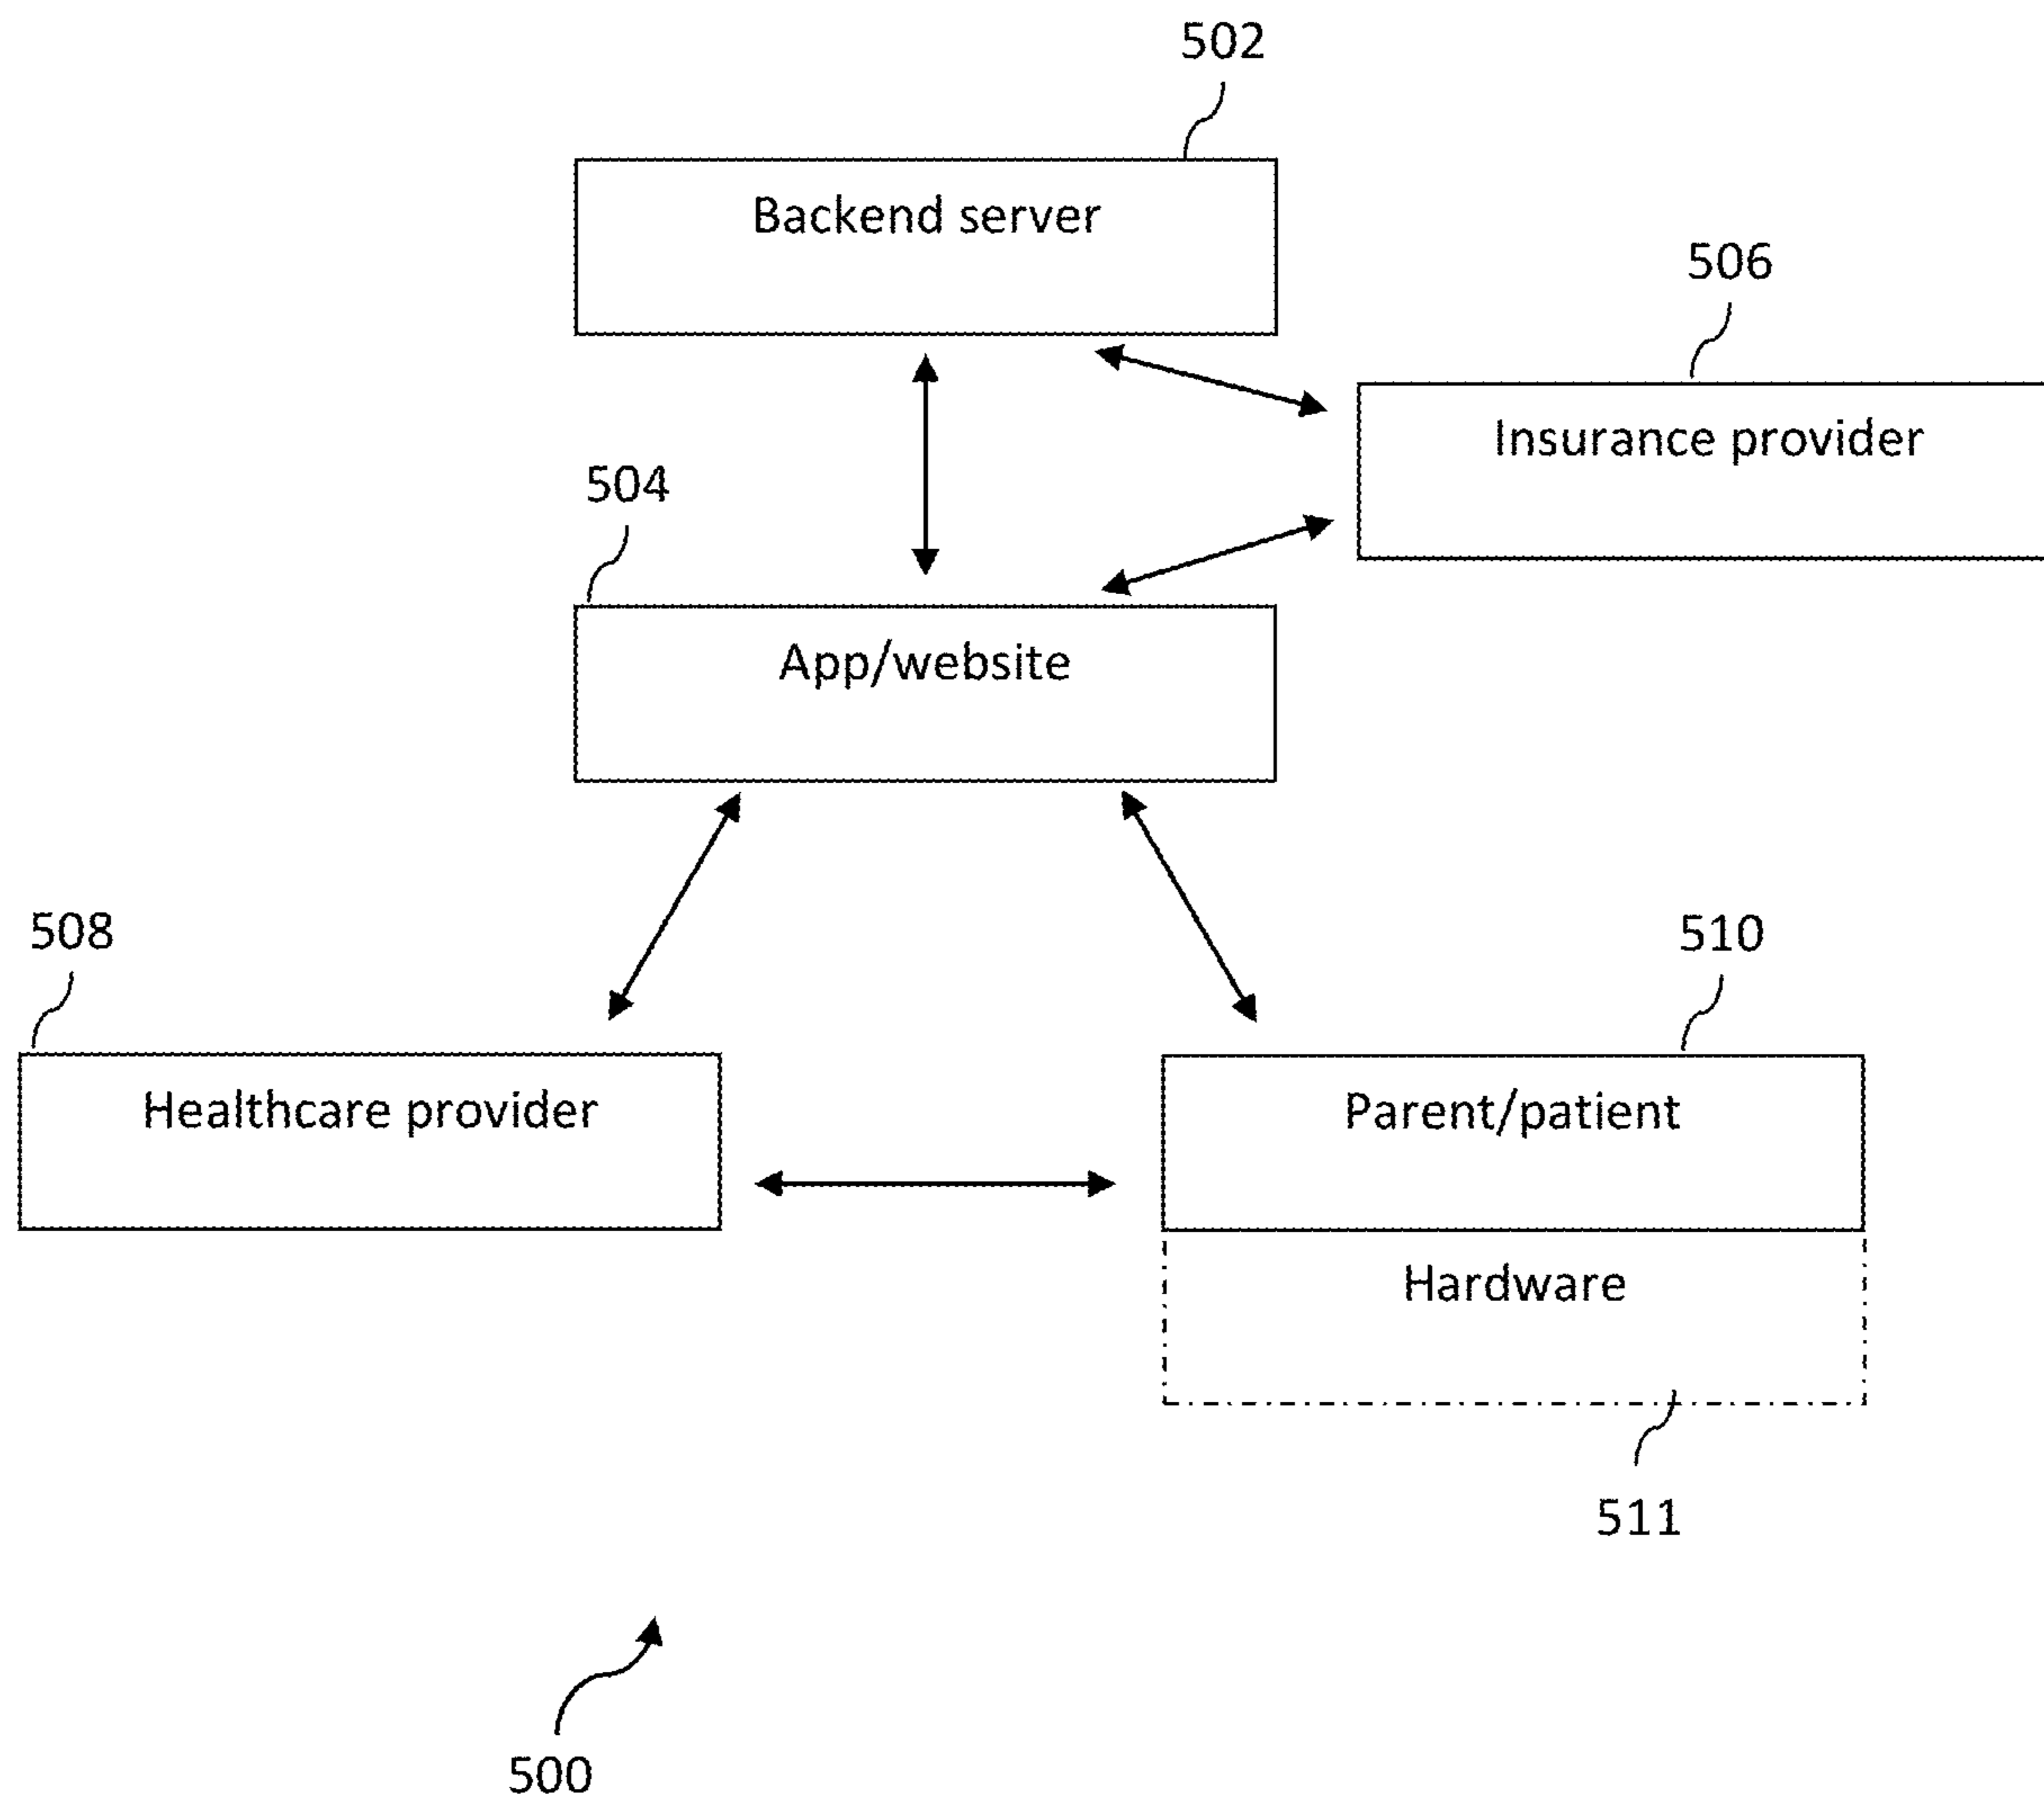 502
Backend server
506
Insurance provider
504
App/website
508
510
Healthcare provider
Parent/patient
Hardware
511
500